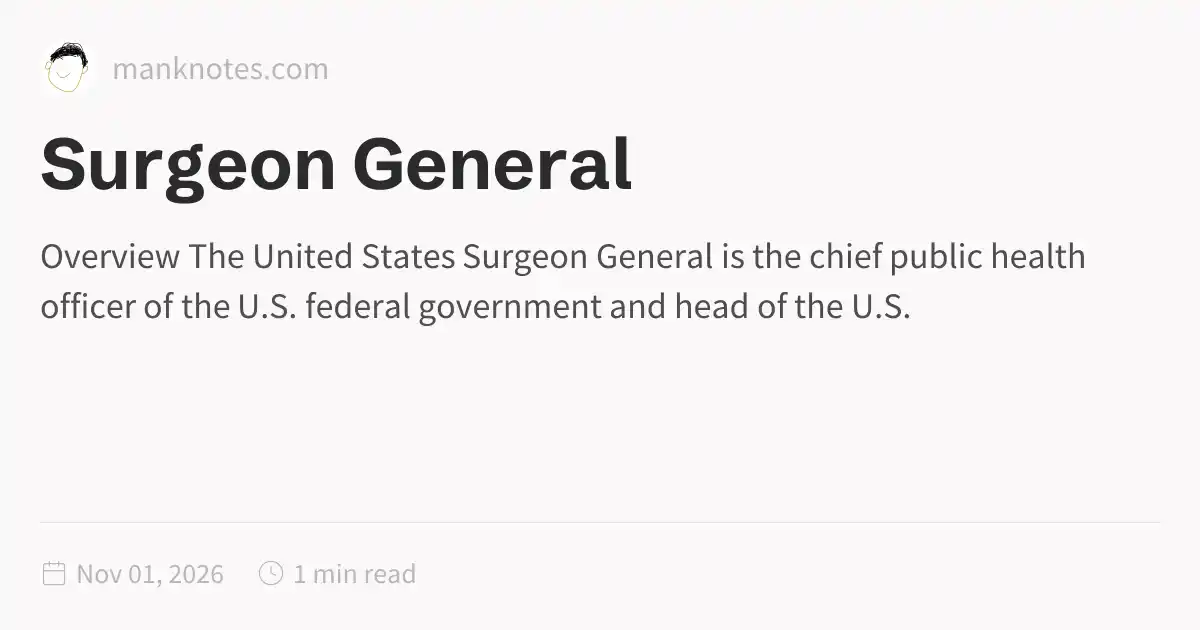 manknotes.com
Surgeon General
Overview The United States Surgeon General is the chief public health
officer of the U.S. federal government and head of the U.S.
Nov 01, 2026 1 min read